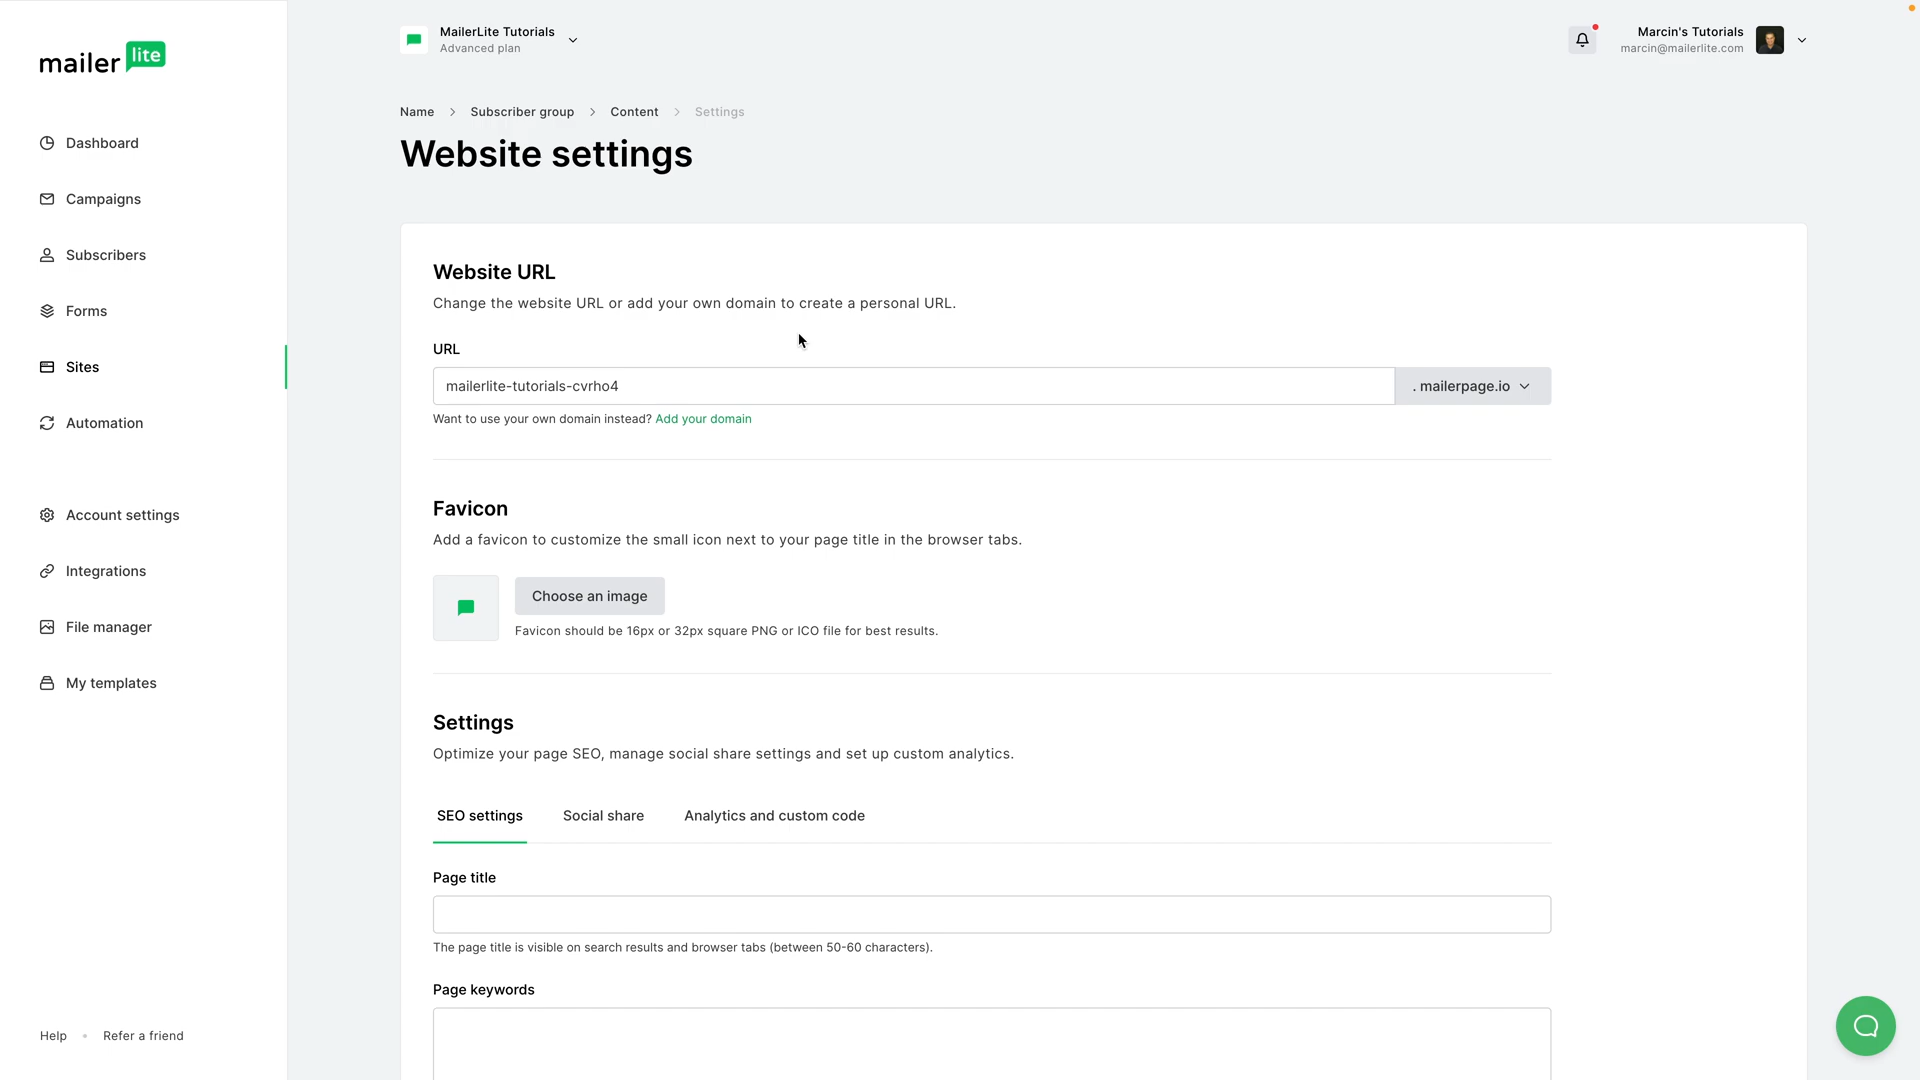 mailer lite
Dashboard
Campaigns
Subscribers
Forms
Sites
Automation
Account settings
Integrations
File manager
My templates
Help • Refer a friend
MailerLite Tutorials
Advanced plan
Marcin's Tutorials
marcin@mailerlite.com
Name > Subscriber group > Content > Settings
Website settings
Website URL
Change the website URL or add your own domain to create a personal URL.
URL
mailerlite-tutorials-cvrho4 . mailerpage.io
Want to use your own domain instead? Add your domain
Favicon
Add a favicon to customize the small icon next to your page title in the browser tabs.
Choose an image
Favicon should be 16px or 32px square PNG or ICO file for best results.
Settings
Optimize your page SEO, manage social share settings and set up custom analytics.
SEO settings Social share Analytics and custom code
Page title
The page title is visible on search results and browser tabs (between 50-60 characters).
Page keywords